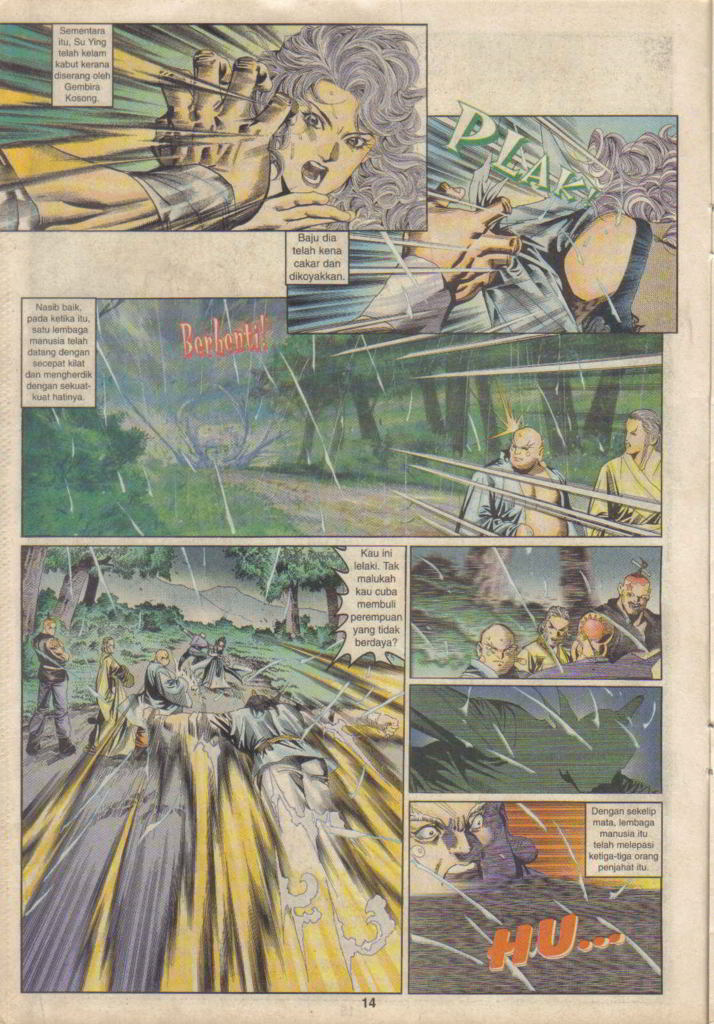 Sementara
itu, Su Ying
telah kelam
kabut kerana
diserang oleh
Gembira
Kosong.
PLAK!
Baju dia
telah kena
cakar dan
dikoyakkan.
Nasib baik,
pada ketika itu,
satu lembaga
manusia telah
datang dengan
secepat kilat
dan mengherdik
dengan sekuat-
kuat hatinya.
Berhenti!
Kau ini
lelaki. Tak
malukah
kau cuba
membuli
perempuan
yang tidak
berdaya?
Dengan sekelip
mata, lembaga
manusia itu
telah melepasi
ketiga-tiga orang
penjahat itu.
HU...
14